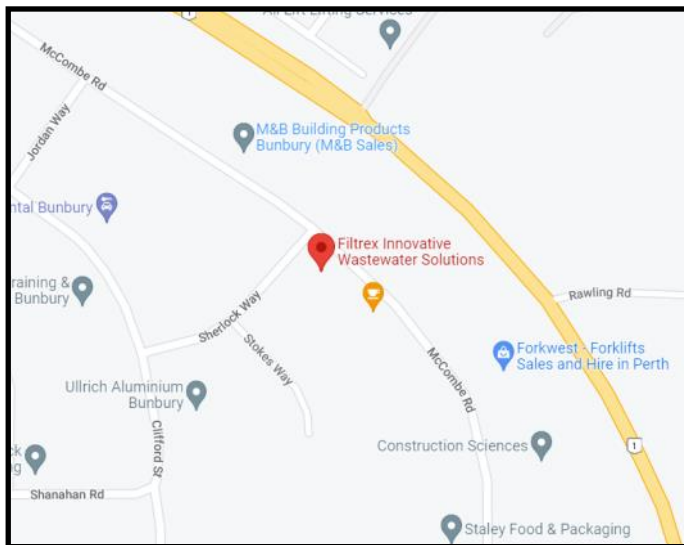 1
All Lift Lifting Services
McCombe Rd
Jordan Way
M&B Building Products
Bunbury (M&B Sales)
ntal Bunbury
Filtrex Innovative
Wastewater Solutions
raining &
Bunbury
Rawling Rd
Sherlock Way
Stokes Way
McCombe Rd
Forkwest - Forklifts
Sales and Hire in Perth
Ullrich Aluminium
Bunbury
Clifford St
Construction Sciences
1
ck
ng
Shanahan Rd
Staley Food & Packaging